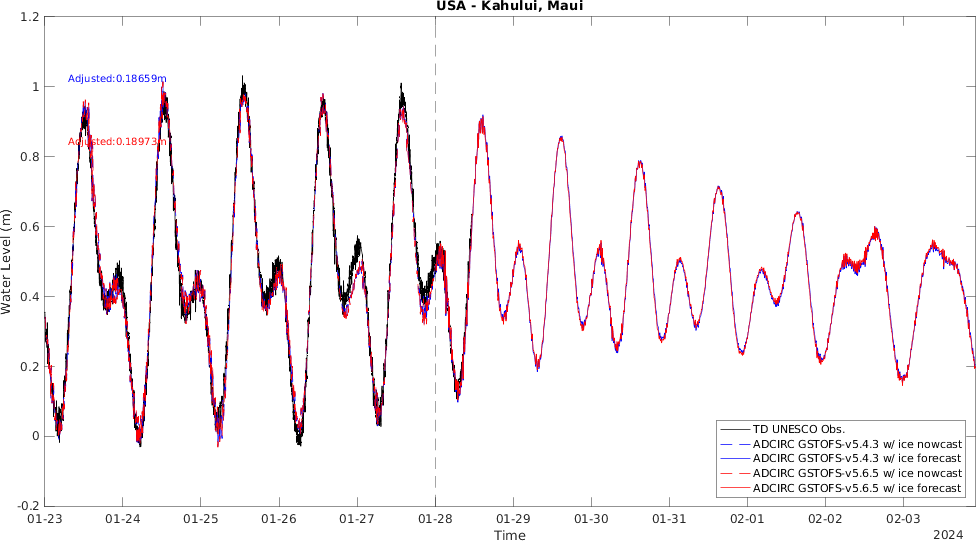 USA - Kahului, Maui
1.2
1
0.8
0.6
0.4
0.2
0
-0.2
Water Level (m)
Adjusted:0.18659m
Adjusted:0.18973m
TD UNESCO Obs.
ADCIRC GSTOFS-v5.4.3 w/ ice nowcast
ADCIRC GSTOFS-v5.4.3 w/ ice forecast
ADCIRC GSTOFS-v5.6.5 w/ ice nowcast
ADCIRC GSTOFS-v5.6.5 w/ ice forecast
01-23 01-24 01-25 01-26 01-27 01-28 01-29 01-30 01-31 02-01 02-02 02-03
Time
2024